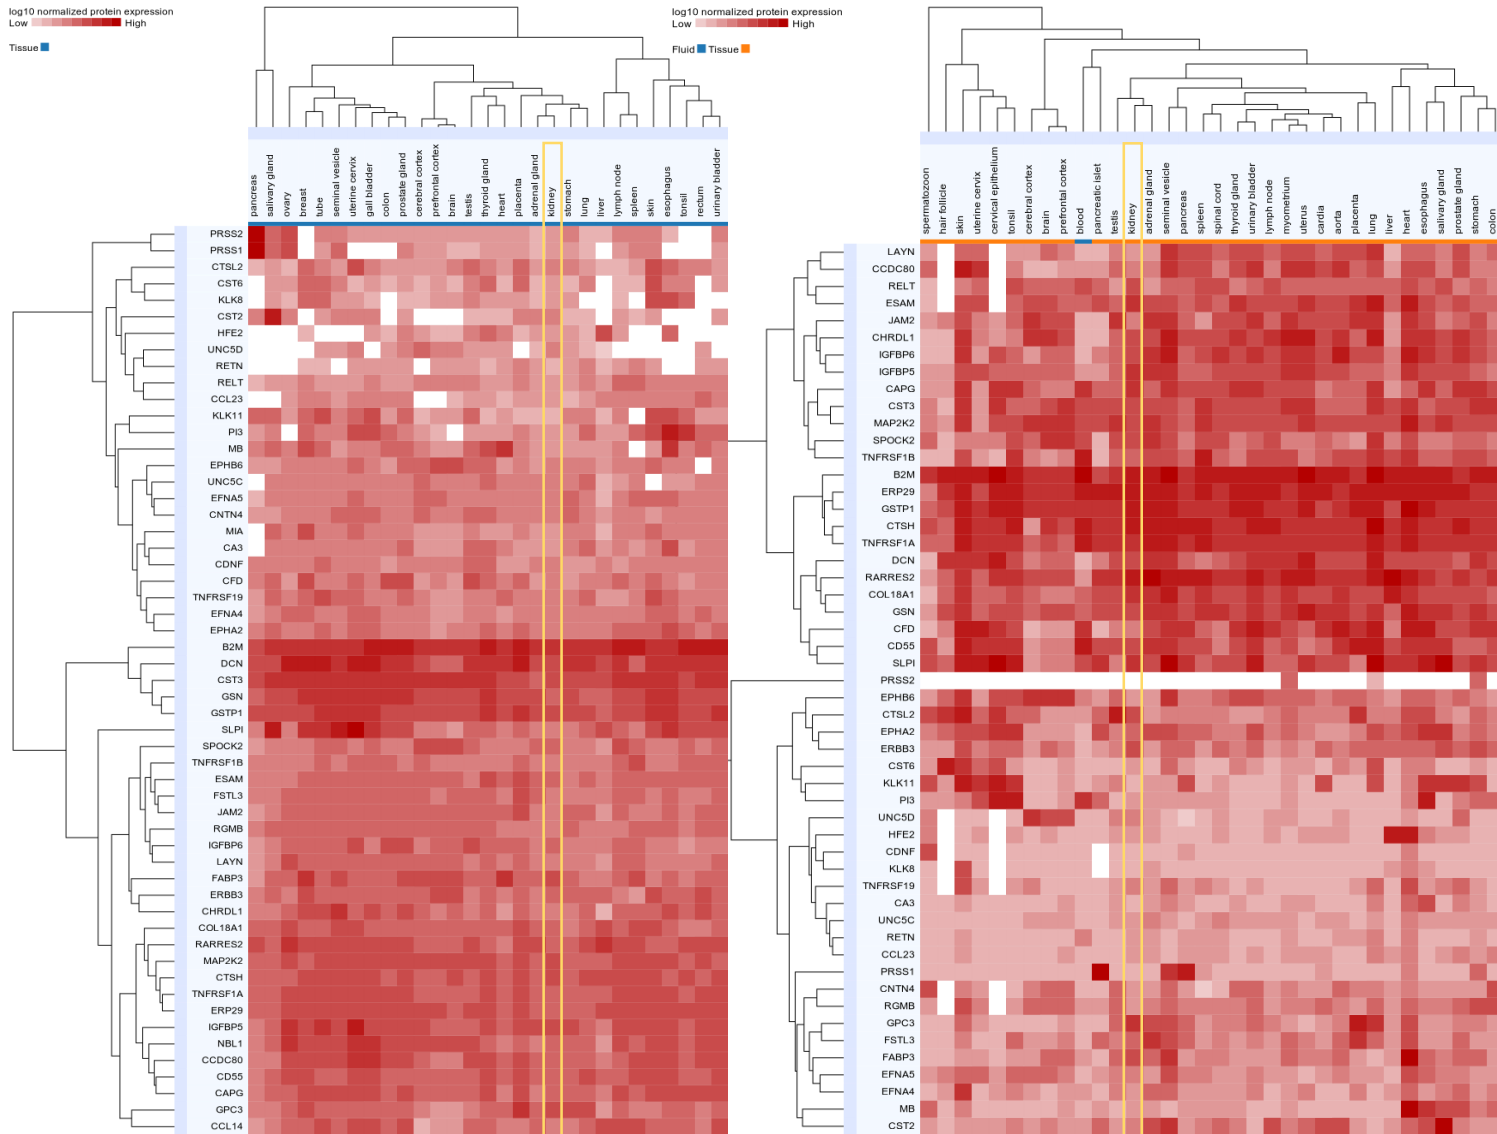 log10 normalized protein expression
Low High
Tissue
pancreas
salivary gland
ovary
breast
tube
seminal vesicle
uterine cervix
gall bladder
colon
prostate gland
cerebral cortex
prefrontal cortex
brain
testis
thyroid gland
heart
placenta
adrenal gland
kidney
stomach
lung
liver
lymph node
spleen
skin
esophagus
tonsil
rectum
urinary bladder
PRSS2
PRSS1
CTSL2
CST6
KLK8
CST2
HFE2
UNC5D
RETN
RELT
CCL23
KLK11
PI3
MB
EPHB6
UNC5C
EFNA5
CNTN4
MIA
CA3
CDNF
CFD
TNFRSF19
EFNA4
EPHA2
B2M
DCN
CST3
GSN
GSTP1
SLPI
SPOCK2
TNFRSF1B
ESAM
FSTL3
JAM2
RGMB
IGFBP6
LAYN
FABP3
ERBB3
CHRDL1
COL18A1
RARRES2
MAP2K2
CTSH
TNFRSF1A
ERP29
IGFBP5
NBL1
CCDC80
CD55
CAPG
GPC3
CCL14
log10 normalized protein expression
Low High
Fluid Tissue
spermatozoon
hair follicle
skin
uterine cervix
cervical epithelium
tonsil
cerebral cortex
brain
prefrontal cortex
blood
pancreatic islet
testis
kidney
adrenal gland
seminal vesicle
pancreas
spleen
spinal cord
thyroid gland
urinary bladder
lymph node
myometrium
uterus
cardia
aorta
placenta
lung
liver
heart
esophagus
salivary gland
prostate gland
stomach
colon
LAYN
CCDC80
RELT
ESAM
JAM2
CHRDL1
IGFBP6
IGFBP5
CAPG
CST3
MAP2K2
SPOCK2
TNFRSF1B
B2M
ERP29
GSTP1
CTSH
TNFRSF1A
DCN
RARRES2
COL18A1
GSN
CFD
CD55
SLPI
PRSS2
EPHB6
CTSL2
EPHA2
ERBB3
CST6
KLK11
PI3
UNC5D
HFE2
CDNF
KLK8
TNFRSF19
CA3
UNC5C
RETN
CCL23
PRSS1
CNTN4
RGMB
GPC3
FSTL3
FABP3
EFNA5
EFNA4
MB
CST2